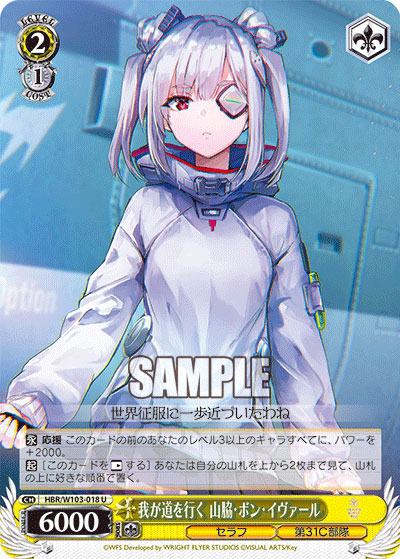 LEVEL
2
1
COST
ption
SAMPLE
世界征服に一歩近づいたわね
永 応援 このカードの前のあなたのレベル3以上のキャラすべてに、パワーを
+2000。
起 [このカードを する] あなたは自分の山札を上から2枚まで見て、山札
の上に好きな順番で置く。
CH HBR/W103-018 U
我が道を行く 山脇・ボン・イヴァール
6000
セラフ
第31C部隊
©WFS Developed by WRIGHT FLYER STUDIOS ©VISUAL ARTS/Key